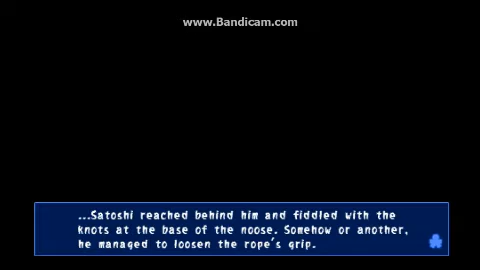 www.Bandicam.com
...Satoshi reached behind him and fiddled with the
knots at the base of the noose. Somehow or another,
he managed to loosen the rope's grip.